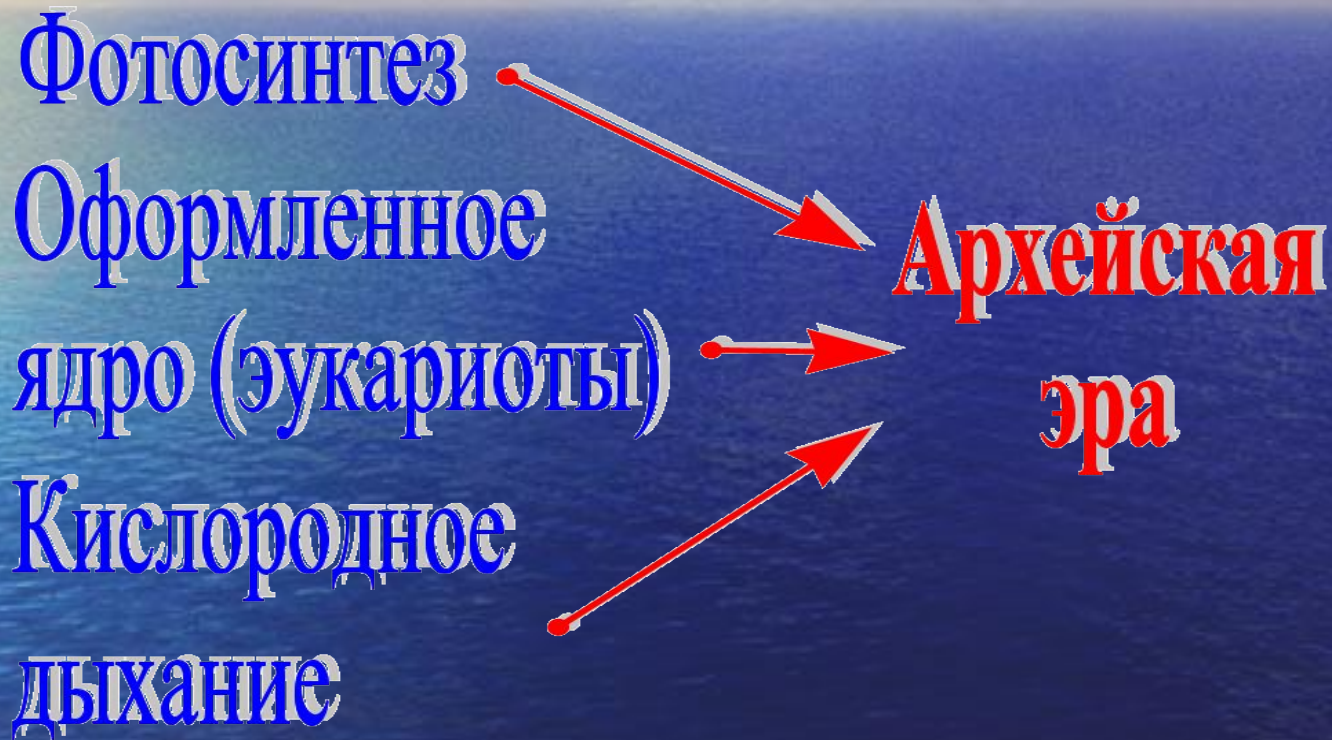 Фотосинтез
Оформленное
ядро (эукариоты)
Кислородное
дыхание
Архейская
эра